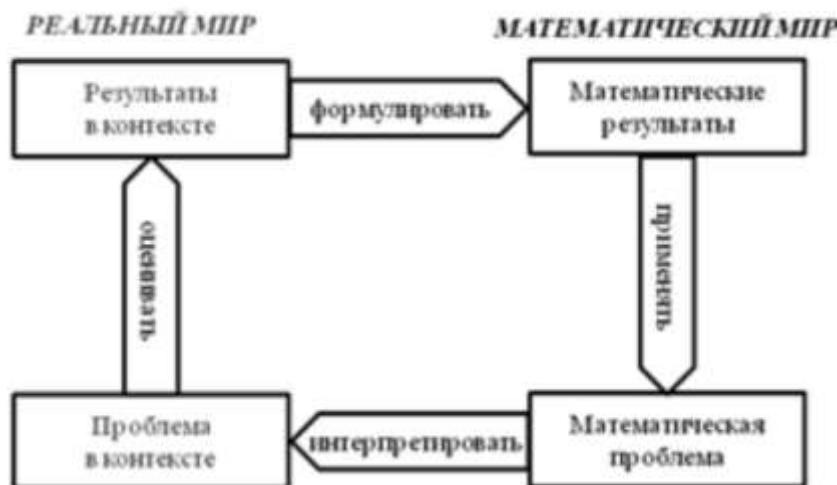 РЕАЛЬНЫЙ МИР
МАТЕМАТИЧЕСКИЙ МИР
Результаты
в контексте
формулировать
Математические
результаты
оценивать
применять
Проблема
в контексте
интерпретировать
Математическая
проблема